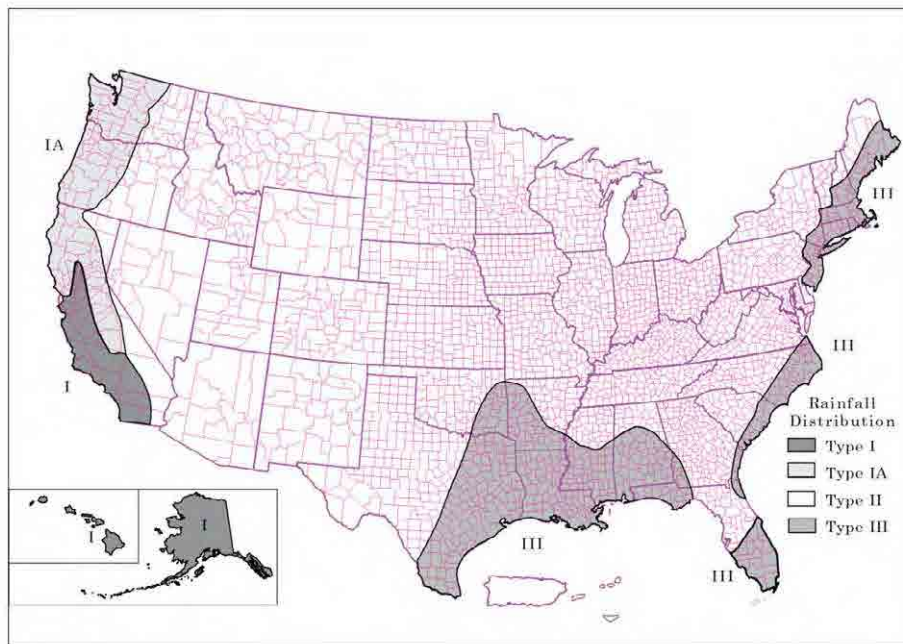 IA
III
III
I
Rainfall
Distribution
Type I
Type IA
Type II
Type III
I
I
III
III